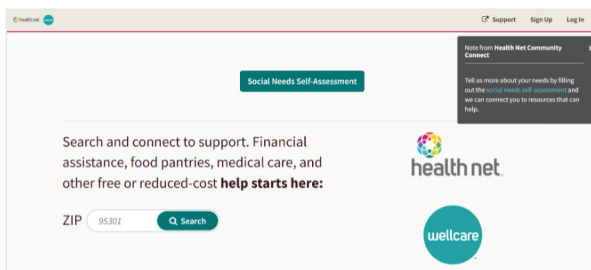 health net wellcare Support Sign Up Log In
Note from Health Net Community
Connect
Tell us more about your needs by filling
out the social needs self-assessment and
we can connect you to resources that can
help.
Social Needs Self-Assessment
Search and connect to support. Financial
assistance, food pantries, medical care, and
other free or reduced-cost help starts here:
ZIP 95301 Search
health net.
wellcare